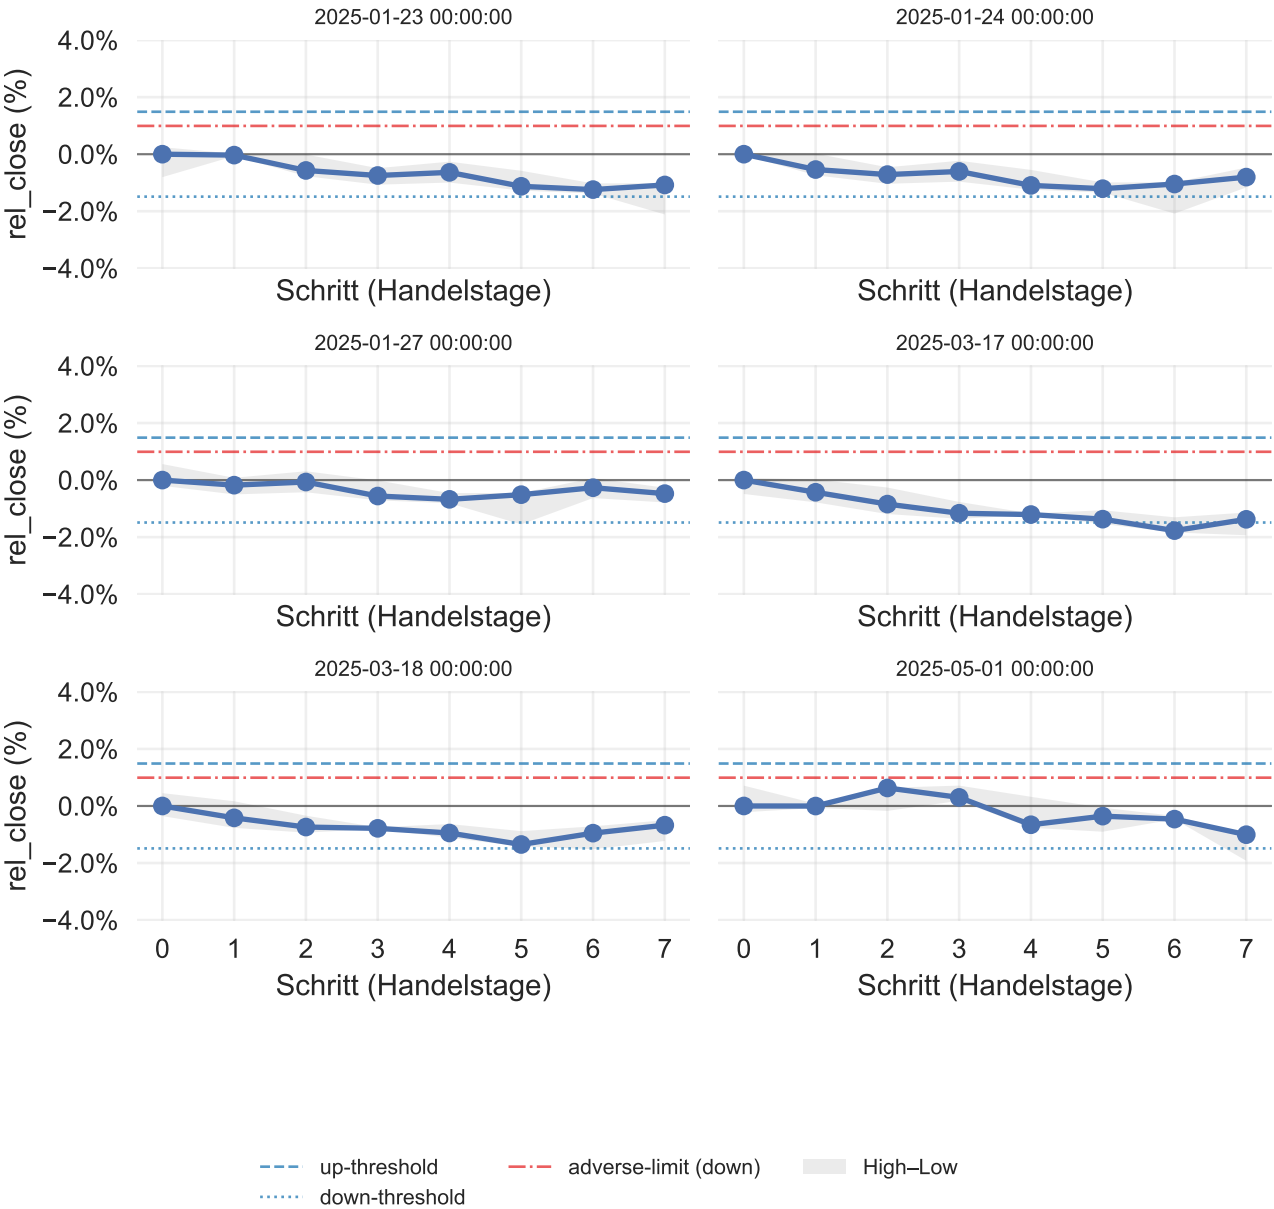 2025-01-23 00:00:00
2025-01-24 00:00:00
4.0%
2.0%
0.0%
−2.0%
−4.0%
rel_close (%)
Schritt (Handelstage)
Schritt (Handelstage)
2025-01-27 00:00:00
2025-03-17 00:00:00
4.0%
2.0%
0.0%
−2.0%
−4.0%
rel_close (%)
Schritt (Handelstage)
Schritt (Handelstage)
2025-03-18 00:00:00
2025-05-01 00:00:00
4.0%
2.0%
0.0%
−2.0%
−4.0%
rel_close (%)
0 1 2 3 4 5 6 7
0 1 2 3 4 5 6 7
Schritt (Handelstage)
Schritt (Handelstage)
up-threshold
down-threshold
adverse-limit (down)
High–Low